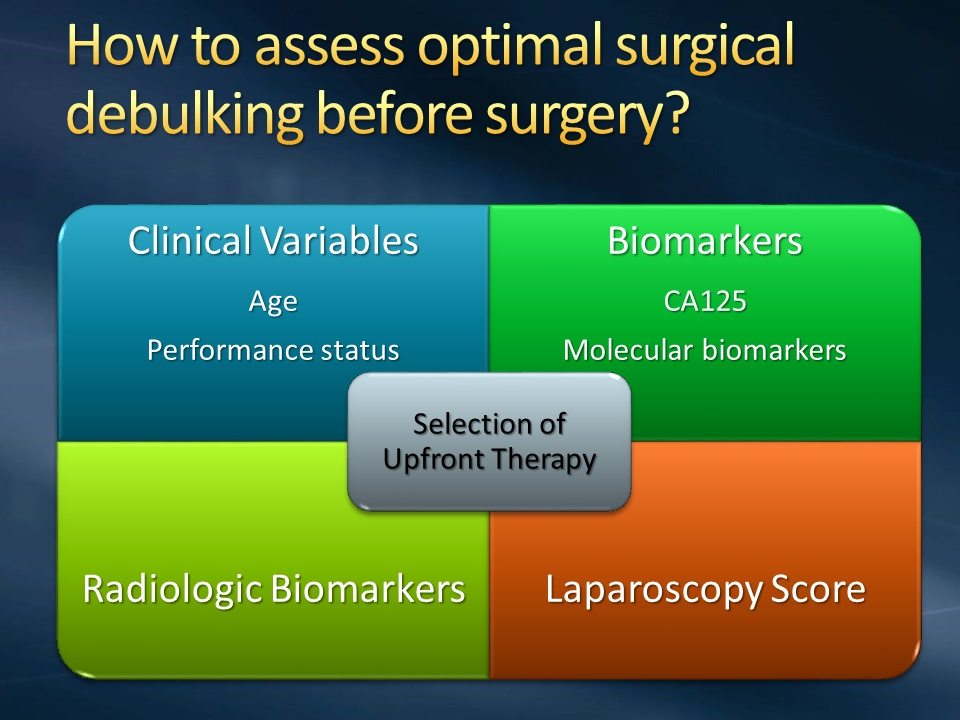 How to assess optimal surgical
debulking before surgery?
Clinical Variables
Age
Performance status
Biomarkers
CA125
Molecular biomarkers
Selection of
Upfront Therapy
Radiologic Biomarkers
Laparoscopy Score